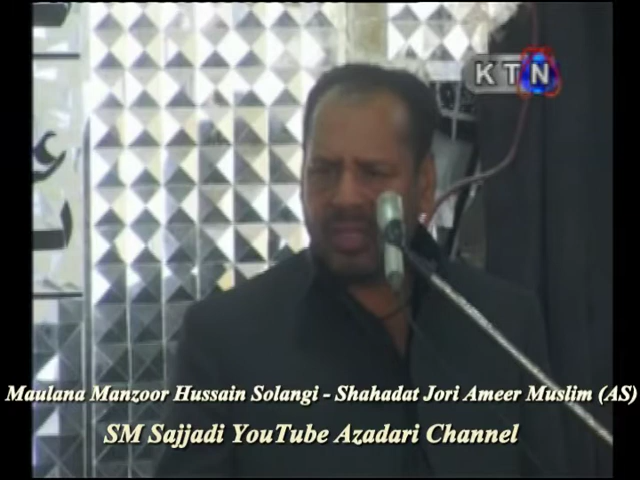 KTN
Maulana Manzoor Hussain Solangi - Shahadat Jori Ameer Muslim (AS)
SM Sajjadi YouTube Azadari Channel